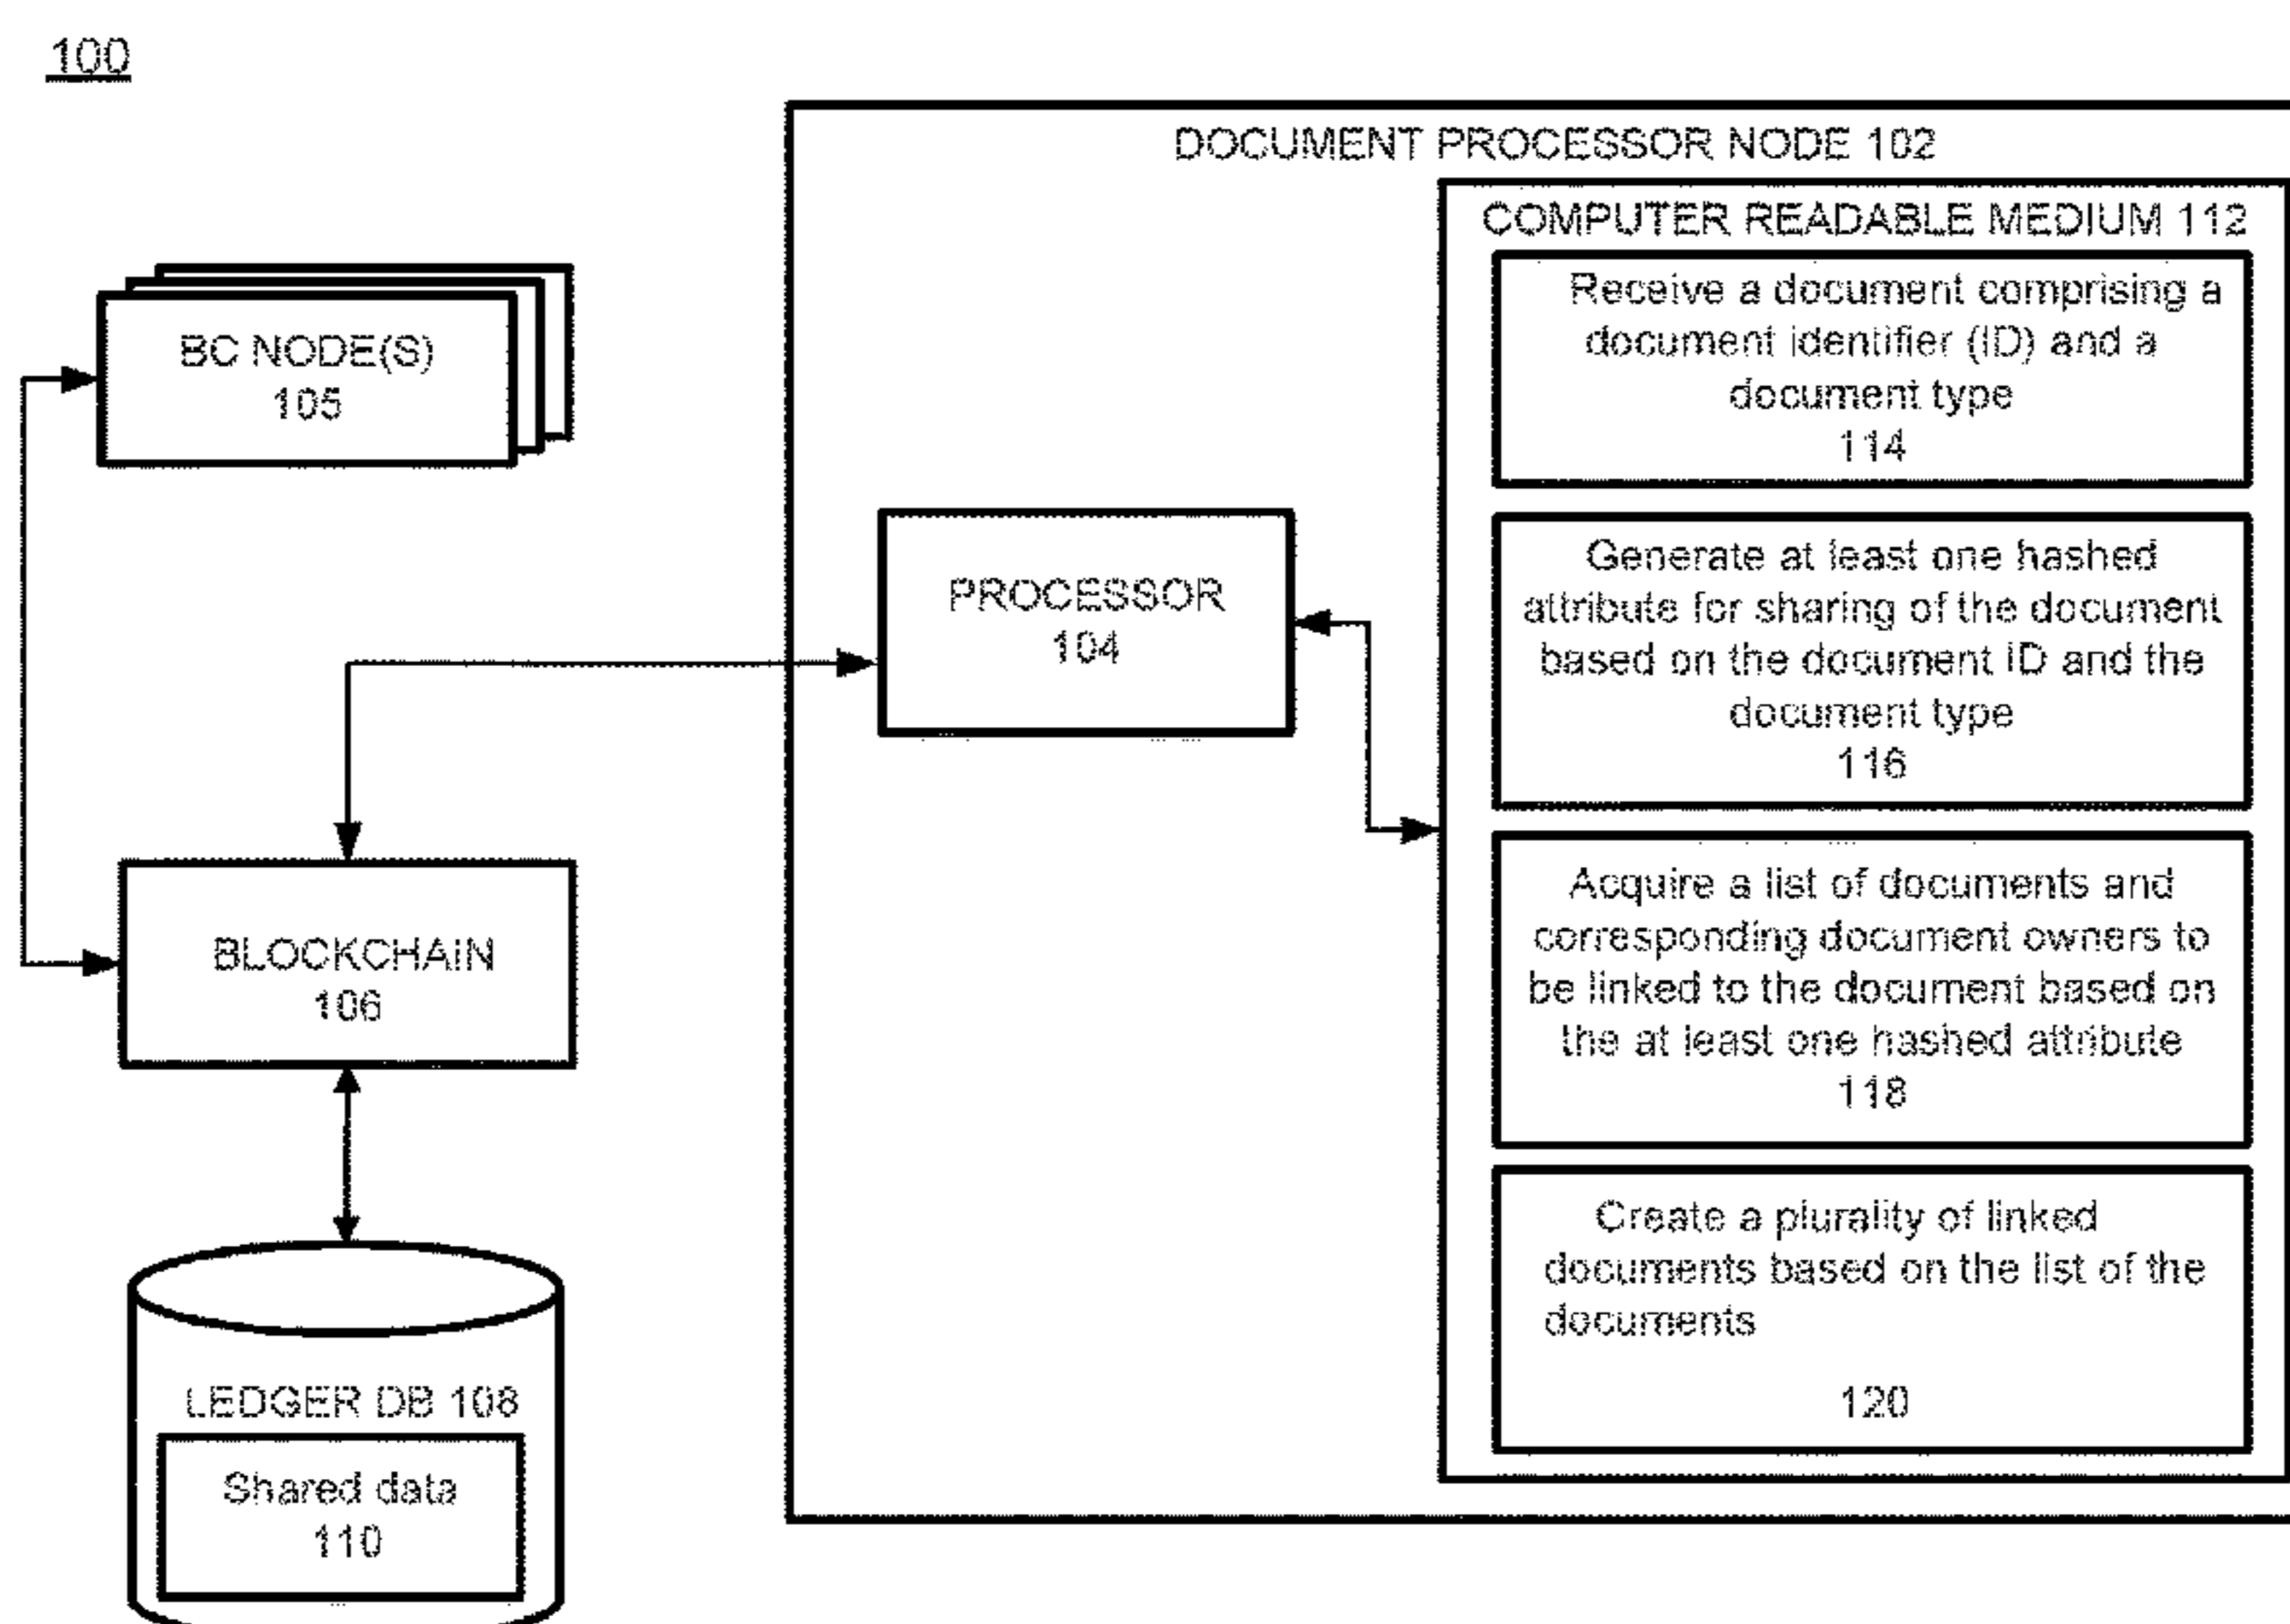 100
DOCUMENT PROCESSOR NODE 102
COMPUTER READABLE MEDIUM 112
Receive a document comprising a
document identifier (ID) and a
document type
114
Generate at least one hashed
attribute for sharing of the document
based on the document ID and the
document type
116
Acquire a list of documents and
corresponding document owners to
be linked to the document based on
the at least one hashed attribute
118
Create a plurality of linked
documents based on the list of the
documents
120
PROCESSOR
104
BC NODE(S)
105
BLOCKCHAIN
106
LEDGER DB 108
Shared data
110